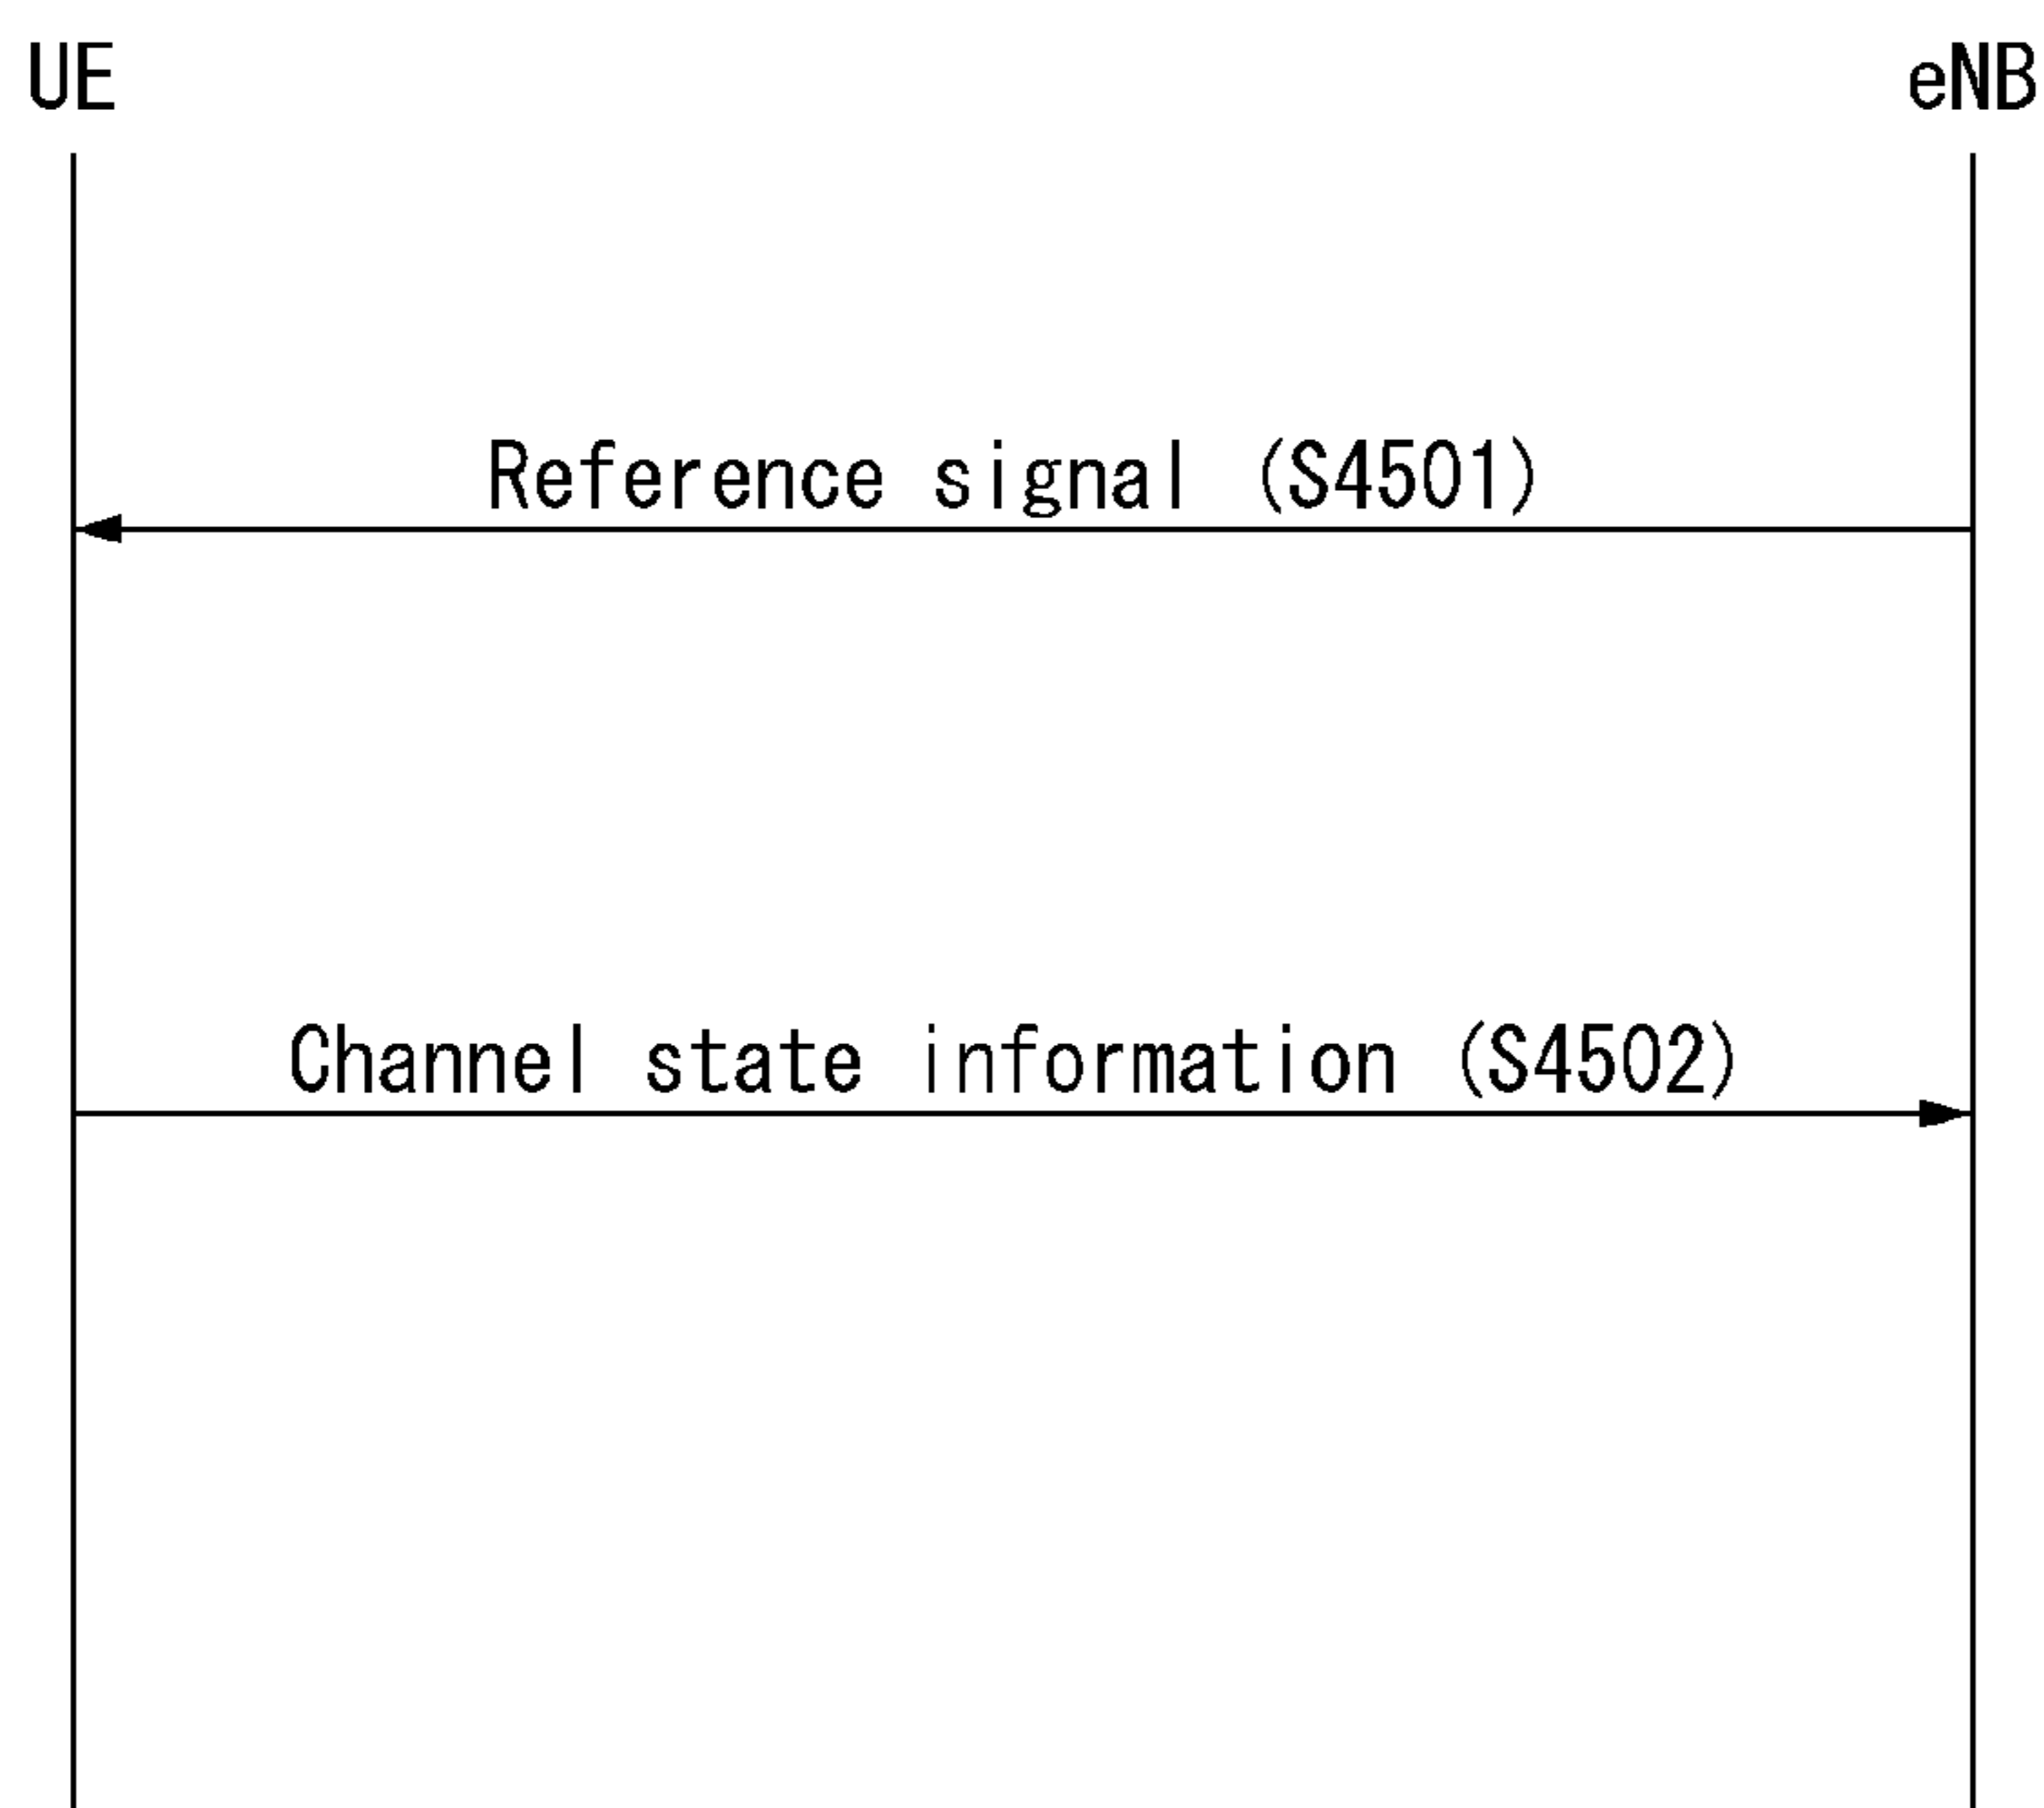 UE eNB
Reference signal (S4501)
Channel state information (S4502)